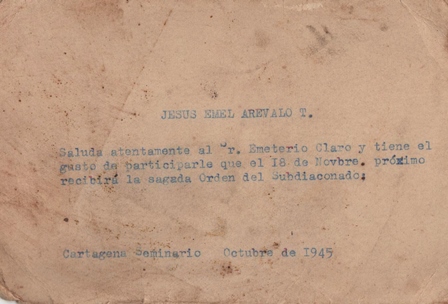 JESUS EMEL AREVALO T.
Saluda atentamente al Sr. Emeterio Claro y tiene el
gusto de participarle que el 18 de Novbre. próximo
recibirá la sagada Orden del Subdiaconado.
Cartagena Seminario Octubre de 1945